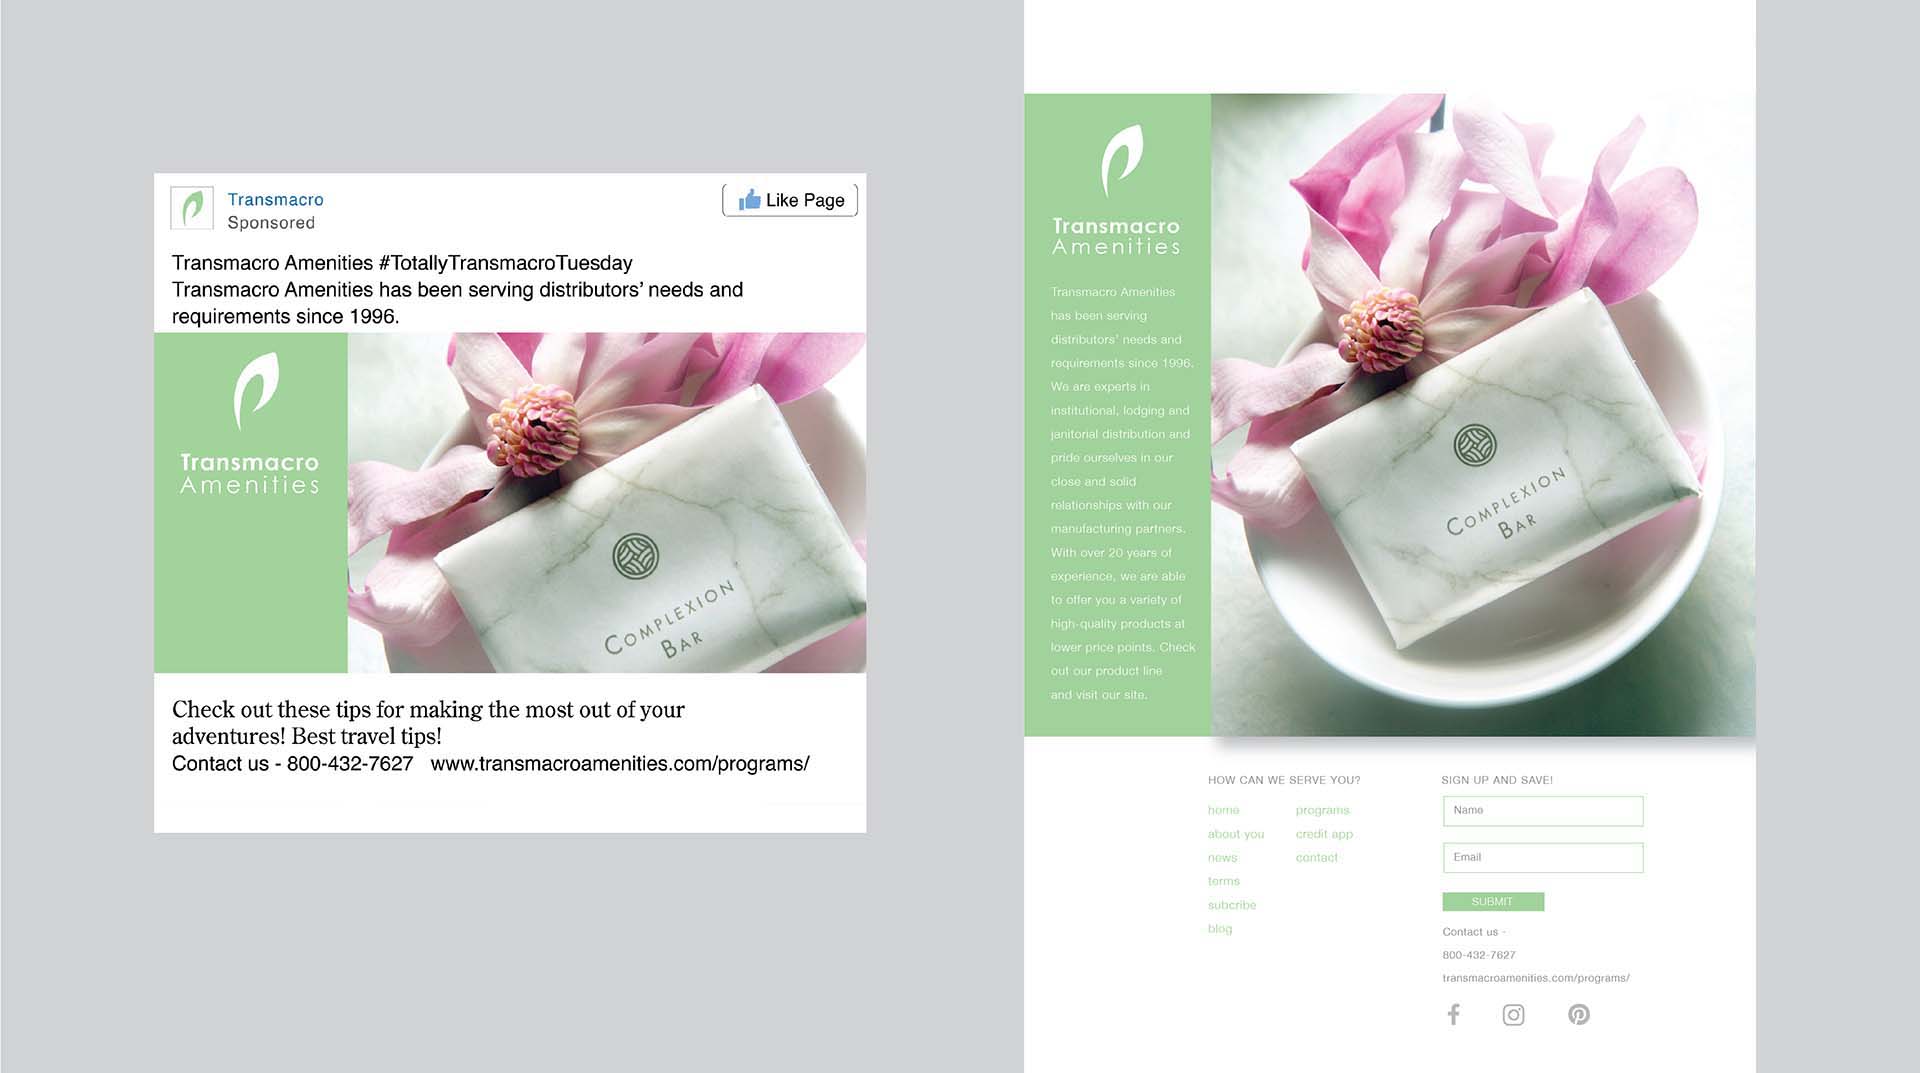 Transmacro
Sponsored
Like Page
Transmacro Amenities #TotallyTransmacroTuesday
Transmacro Amenities has been serving distributors’ needs and
requirements since 1996.
Transmacro
Amenities
COMPLEXION
BAR
Check out these tips for making the most out of your
adventures! Best travel tips!
Contact us - 800-432-7627 www.transmacroamenities.com/programs/
Transmacro
Amenities
Transmacro Amenities
has been serving
distributors’ needs and
requirements since 1996.
We are experts in
institutional, lodging and
janitorial distribution and
pride ourselves in our
close and solid
relationships with our
manufacturing partners.
With over 20 years of
experience, we are able
to offer you a variety of
high-quality products at
lower price points. Check
out our product line
and visit our site.
COMPLEXION
BAR
HOW CAN WE SERVE YOU?
home
about you
news
terms
subcribe
blog
programs
credit app
contact
SIGN UP AND SAVE!
Name
Email
SUBMIT
Contact us -
800-432-7627
transmacroamenities.com/programs/